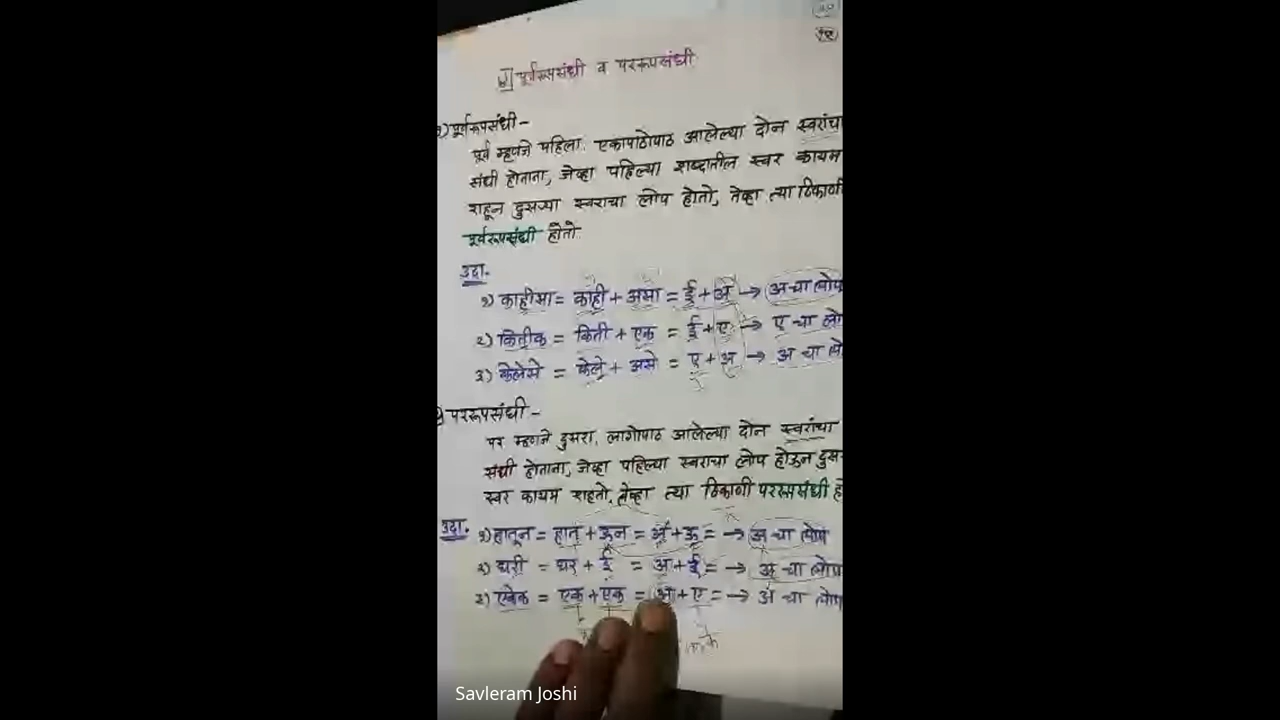 पूर्वरूपसंधी व पररूपसंधी
१) पूर्वरूपसंधी -
पूर्व म्हणजे पहिला. एकापाठोपाठ आलेल्या दोन स्वरांचा
संधी होताना, जेव्हा पहिल्या शब्दातील स्वर कायम
राहून दुसऱ्या स्वराचा लोप होतो, तेव्हा त्या ठिकाणी
पूर्वरूपसंधी होतो.
उदा.
१) काहीसा = काही + असा = ई + अ → अ चा लोप
२) कितीक = किती + एक = ई + ए → ए चा लो
३) केलेसे = केले + असे = ए + अ → अ चा लो
२) पररूपसंधी -
पर म्हणजे दुसरा. लागोपाठ आलेल्या दोन स्वरांचा
संधी होताना, जेव्हा पहिल्या स्वराचा लोप होऊन दुस
स्वर कायम राहतो, तेव्हा त्या ठिकाणी पररूपसंधी हो
उदा. १) हातून = हात + ऊन = अ + ऊ = → अ चा लोप
२) घरी = घर + ई = अ + ई = → अ चा लोप
३) एकेक = एक + एक = अ + ए = → अ चा लोप
Savleram Joshi